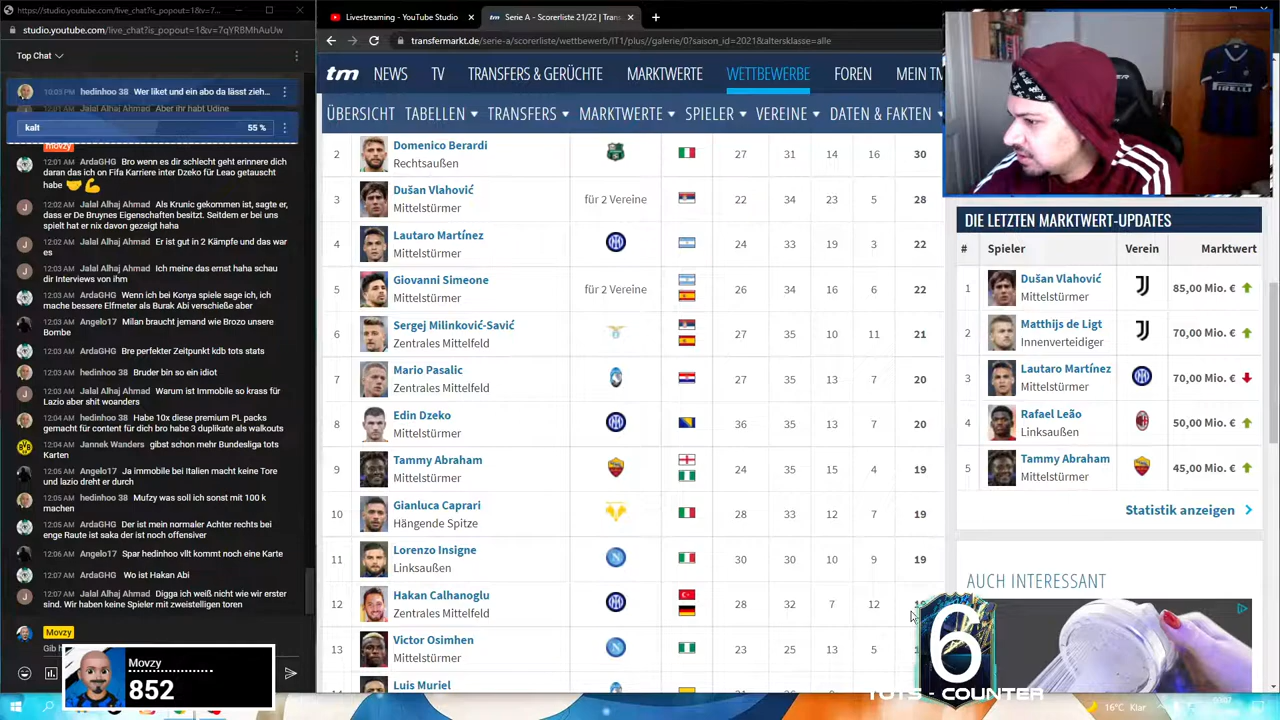 https://studio.youtube.com/live_chat?is_popout=1&v=7...
studio.youtube.com/live_chat?is_popout=1&v=7qYR8MhAuUw
Top Chat
10:03 PM hedinhoo 38 Wer liket und ein abo da lässt zieh...
Jalal Alhaj Ahmad Aber ihr habt Udine
kalt 55 %
movzy
12:01 AM ArdaGHG Bro wenn es dir schlecht geht erinnere dich
daran das ich on Fifa Karriere inter Dzeko für Leao getauscht
habe
12:02 AM Jalal Alhaj Ahmad Als Krunic gekommen ist, sagte er,
dass er De Bruynes Eigenschaften besitzt. Seitdem er bei uns
spielt hat er nix davon gezeigt haha
12:02 AM Jalal Alhaj Ahmad Er ist gut in 2 Kämpfe und das war
es
12:03 AM Jalal Alhaj Ahmad Ich meine das ernst haha schau
dir Interviews von ihm
12:03 AM ArdaGHG Wenn ich bei Konya spiele sage ich, ich
mache bessere Elfmeter als Burak Abi verschieße aber
12:03 AM Angelo17 Milan braucht jemand wie Brozo unsere
Bombe
12:03 AM ArdaGHG Bre perfekter Zeitpunkt kdb tots stats
12:03 AM hedinhoo 38 Bruder bin so ein idiot
12:03 AM Jalal Alhaj Ahmad Warum ist Immobile so krass für
Lazio aber shit woanders
12:04 AM hedinhoo 38 Habe 10x diese premium PL packs
gemacht für council für dich bro habe 3 duplikate als walkouts
12:04 AM Jannek Wanders gibst schon mehr Bundesliga tots
Karten
12:05 AM Angelo17 Ja immobile bei Italien macht keine Tore
und lazio dreht er durch
12:05 AM hedinhoo 38 Mufzy was soll ich sonst mit 100 k
machen
12:05 AM ArdaGHG Der ist mein normaler Achter rechts bei
enge Raute ist saka der ist noch offensiver
12:06 AM Angelo17 Spar hedinhoo vllt kommt noch eine Karte
12:07 AM ArdaGHG Wo ist Hakan Abi
12:07 AM Jalal Alhaj Ahmad Digga ich weiß nicht wie wir erster
sind. Wir haben keine Spieler mit zweistelligen toren
Movzy
Gib h
Movzy
852
Livestreaming - YouTube Studio
Serie A - Scorerliste 21/22 | Tran...
transfermarkt.de/serie-a/scorerliste/wettbewerb/IT1/plus//galerie/0?saison_id=2021&altersklasse=alle
tm NEWS TV TRANSFERS & GERÜCHTE MARKTWERTE WETTBEWERBE FOREN MEIN TM
ÜBERSICHT TABELLEN TRANSFERS MARKTWERTE SPIELER VEREINE DATEN & FAKTEN
2 Domenico Berardi 27 31 14 16 30
Rechtsaußen
3 Dušan Vlahović für 2 Vereine 22 34 23 5 28
Mittelstürmer
4 Lautaro Martínez 24 33 19 3 22
Mittelstürmer
Giovanni Simeone für 2 Vereine 34 16 6 22
Mittelstürmer
6 Sergej Milinković-Savić 27 35 10 11 21
Zentrales Mittelfeld
Mario Pasalic 27 35 13 7 20
Zentrales Mittelfeld
Edin Dzeko 36 35 13 7 20
Mittelstürmer
9 Tammy Abraham 24 35 15 4 19
Mittelstürmer
10 Gianluca Caprari 28 33 12 7 19
Hängende Spitze
11 Lorenzo Insigne 30 30 10 9 19
Linksaußen
12 Hakan Calhanoglu 28 32 7 12
Zentrales Mittelfeld
13 Victor Osimhen 23 25 13 5
Mittelstürmer
14 Luis Muriel
PIRELLI
DIE LETZTEN MARKTWERT-UPDATES
# Spieler Verein Marktwert
1 Dušan Vlahović 85,00 Mio. €
Mittelstürmer
2 Matthijs de Ligt 70,00 Mio. €
Innenverteidiger
3 Lautaro Martínez 70,00 Mio. €
Mittelstürmer
4 Rafael Leão 50,00 Mio. €
Linksaußen
5 Tammy Abraham 45,00 Mio. €
Mittelstürmer
Statistik anzeigen
AUCH INTERESSANT
6
TOTS - COUNTER
16°C Klar